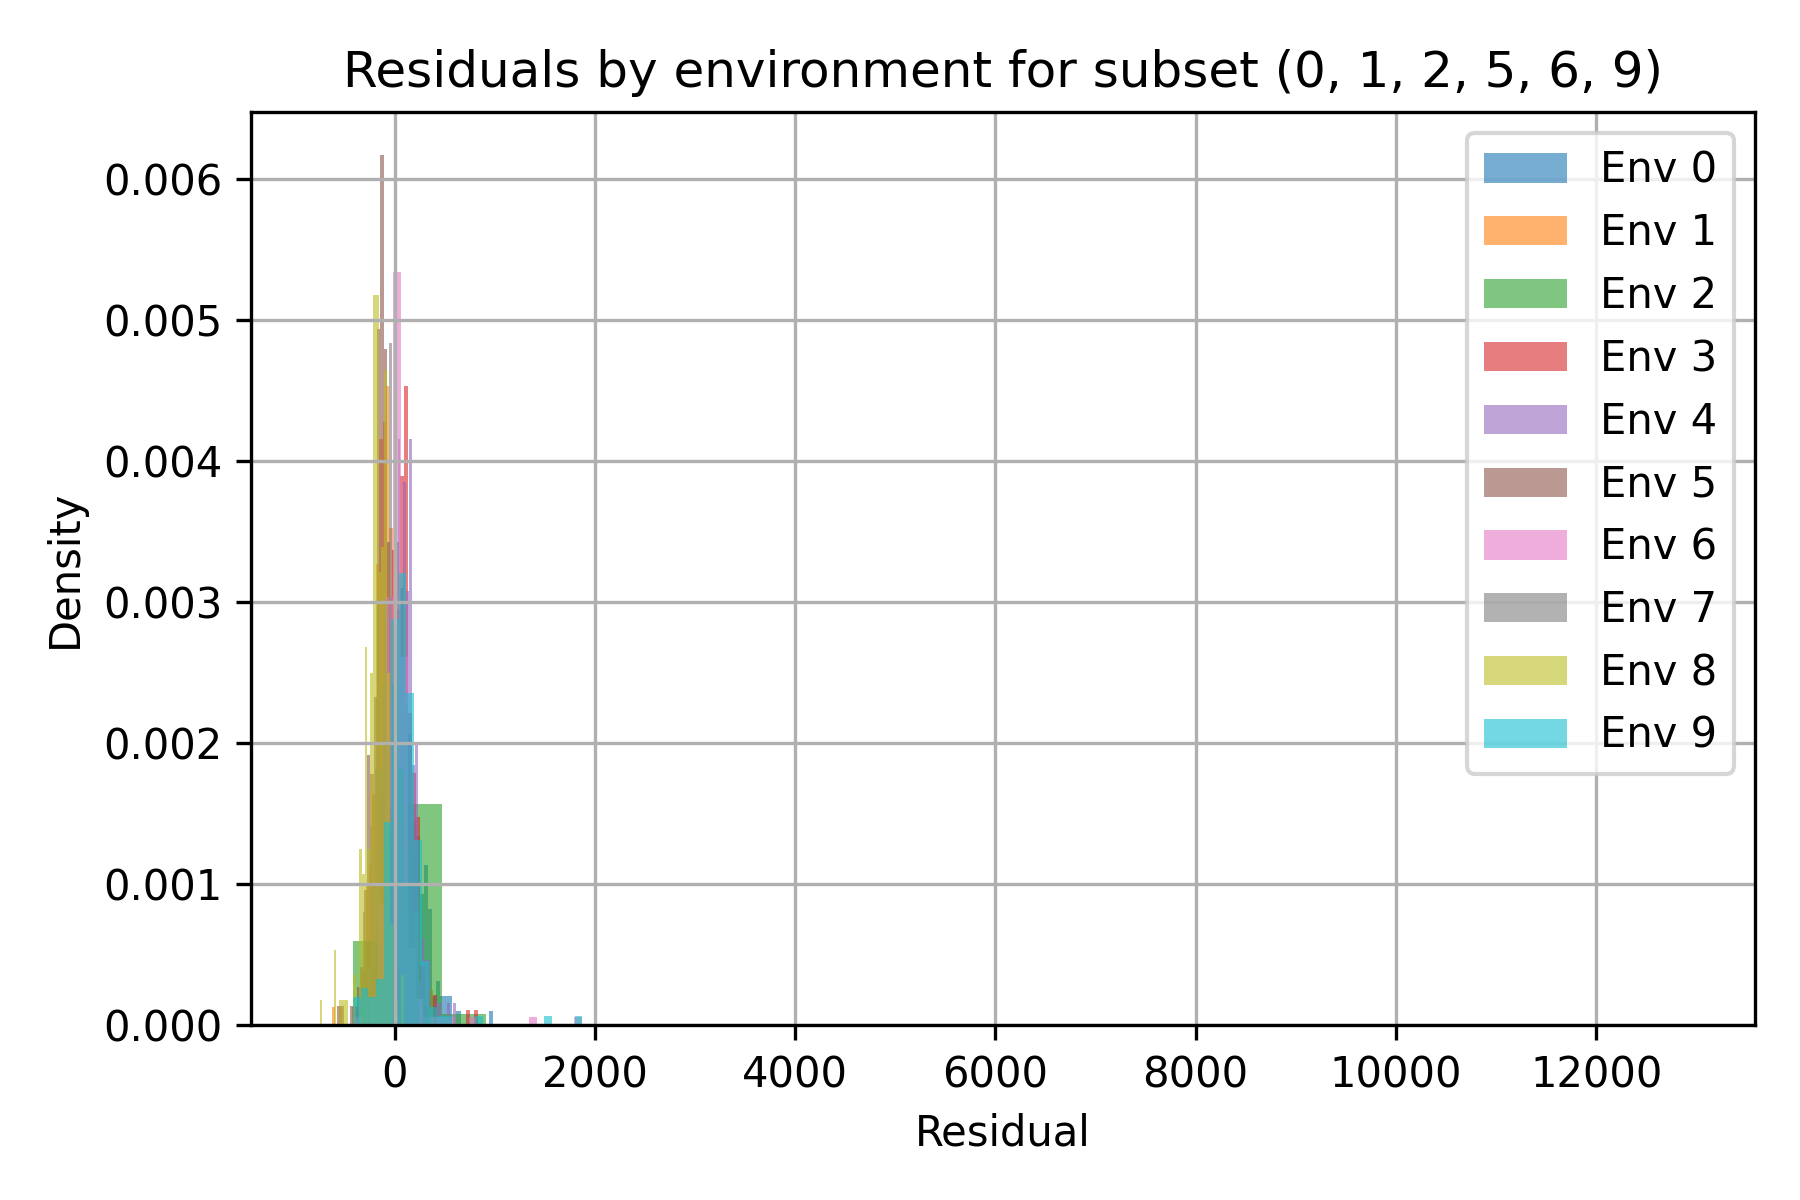 Residuals by environment for subset (0, 1, 2, 5, 6, 9)
0.006
0.005
0.004
0.003
0.002
0.001
0.000
Density
0 2000 4000 6000 8000 10000 12000
Residual
Env 0
Env 1
Env 2
Env 3
Env 4
Env 5
Env 6
Env 7
Env 8
Env 9